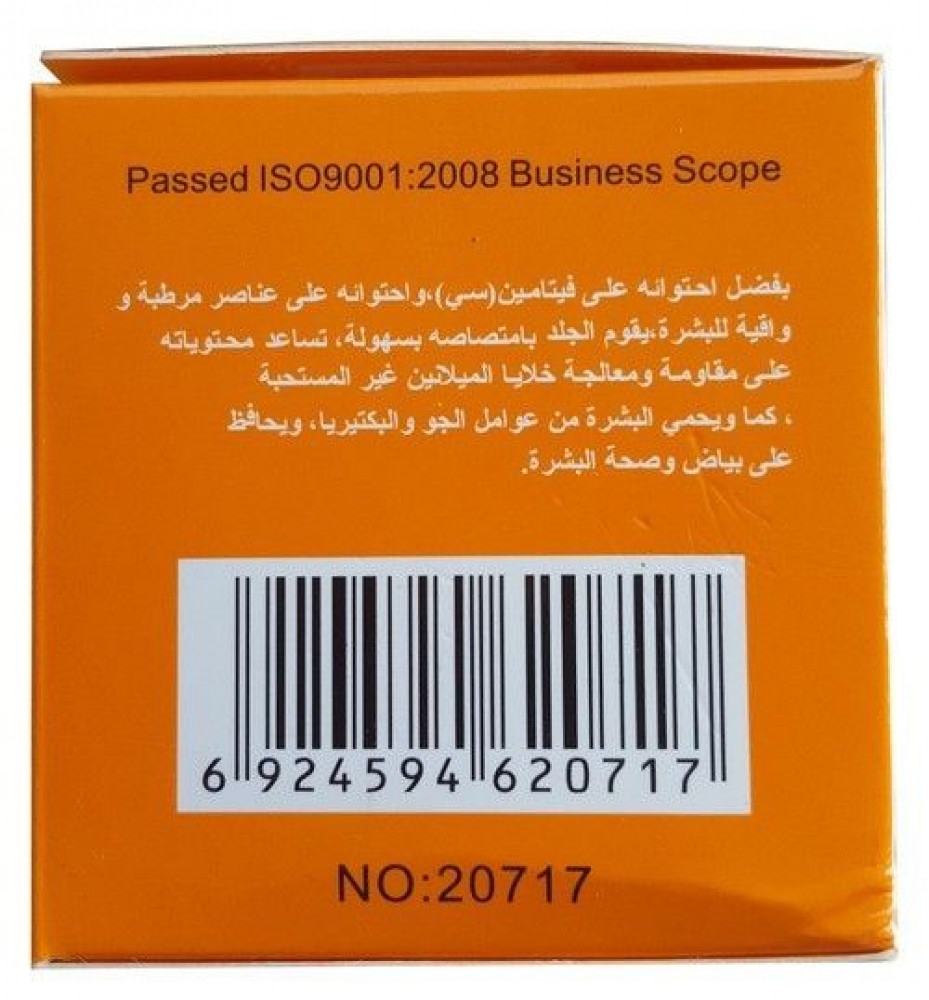 Passed ISO9001:2008 Business Scope
بفضل احتوائه على فيتامين(سي)،واحتوائه على عناصر مرطبة و
واقية للبشرة،يقوم الجلد بامتصاصه بسهولة، تساعد محتوياته
على مقاومة ومعالجة خلايا الميلانين غير المستحبة
، كما ويحمي البشرة من عوامل الجو والبكتيريا، ويحافظ
على بياض وصحة البشرة.
6 924594 620717
NO:20717